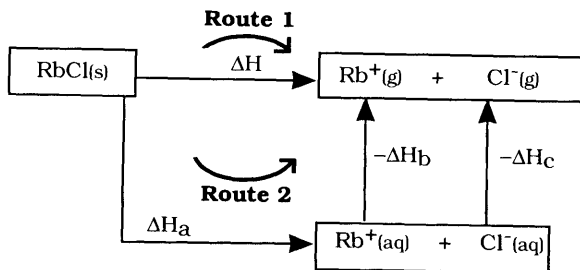 Route 1
RbCl(s)
ΔH
Rb⁺(g) + Cl⁻(g)
−ΔHb
−ΔHc
Route 2
ΔHa
Rb⁺(aq) + Cl⁻(aq)